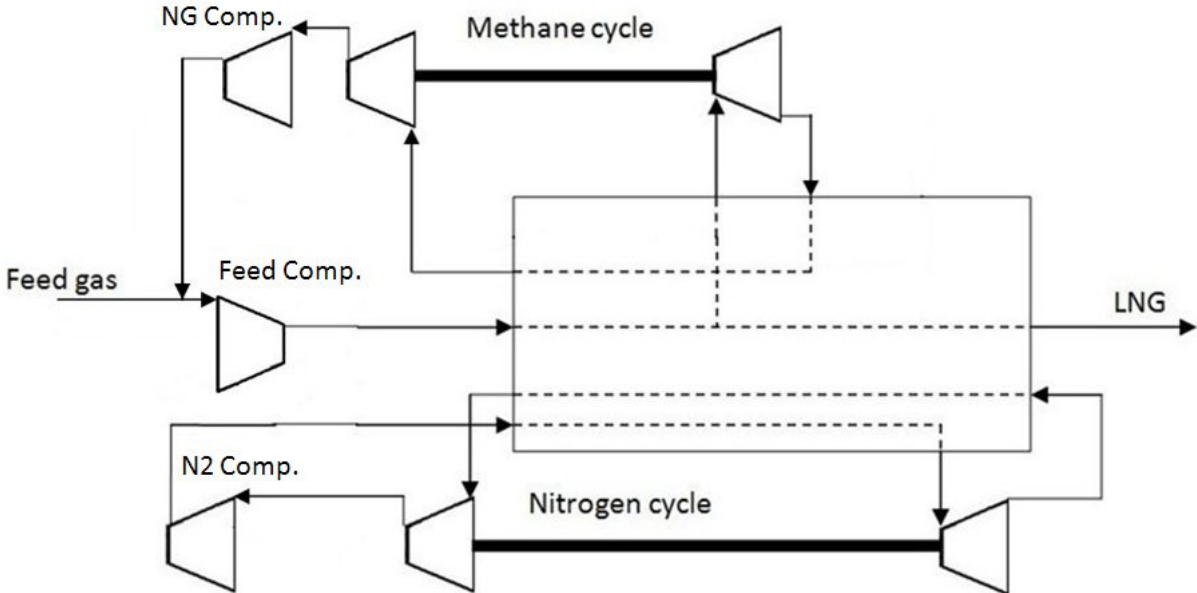 NG Comp.
Methane cycle
Feed gas
Feed Comp.
LNG
N2 Comp.
Nitrogen cycle